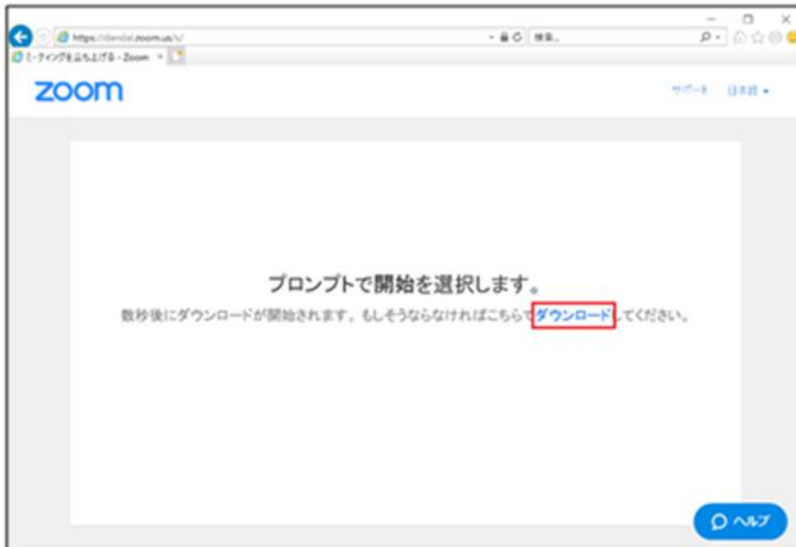 検索...
ミーティングを立ち上げる - Zoom
zoom
サポート 日本語
プロンプトで開始を選択します。
数秒後にダウンロードが開始されます。もしそうならなければこちらでダウンロードしてください。
ヘルプ